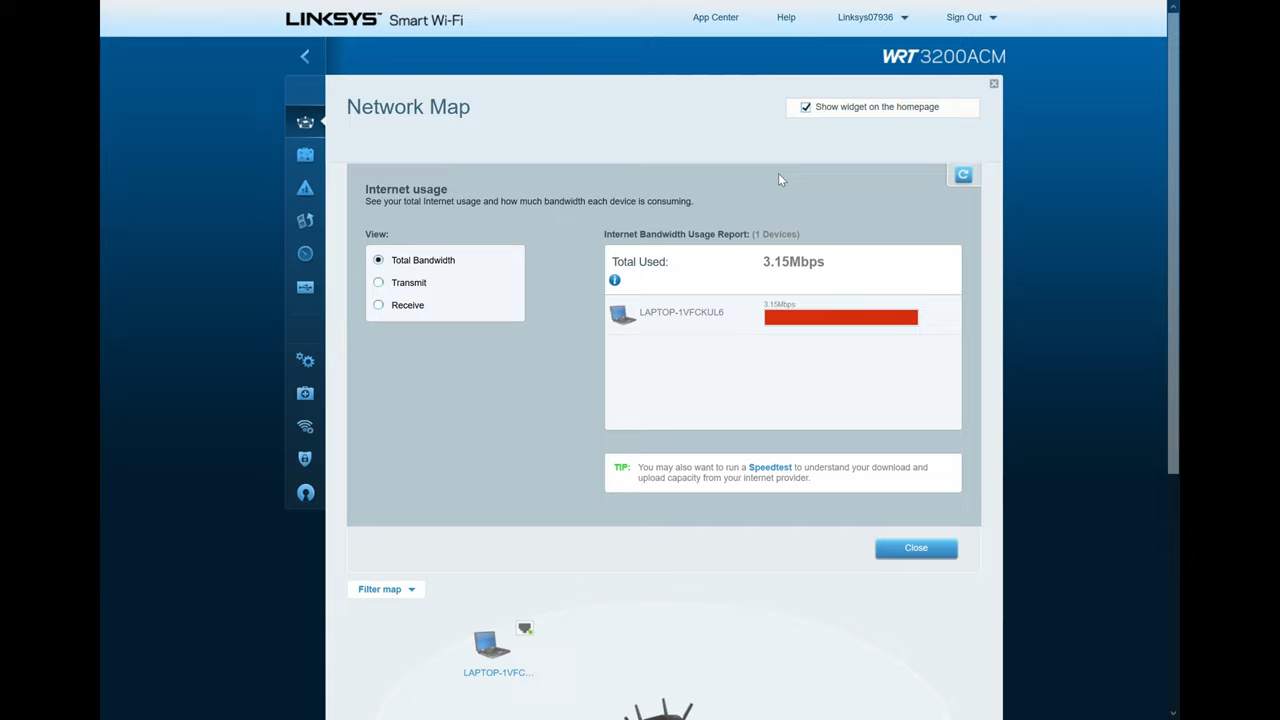 LINKSYS™ Smart Wi-Fi
App Center
Help
Linksys07936
Sign Out
WRT 3200ACM
Network Map
Show widget on the homepage
Internet usage
See your total Internet usage and how much bandwidth each device is consuming.
View:
Total Bandwidth
Transmit
Receive
Internet Bandwidth Usage Report: (1 Devices)
Total Used: 3.15Mbps
LAPTOP-1VFCKUL6
3.15Mbps
TIP: You may also want to run a Speedtest to understand your download and
upload capacity from your internet provider.
Close
Filter map
LAPTOP-1VFC...